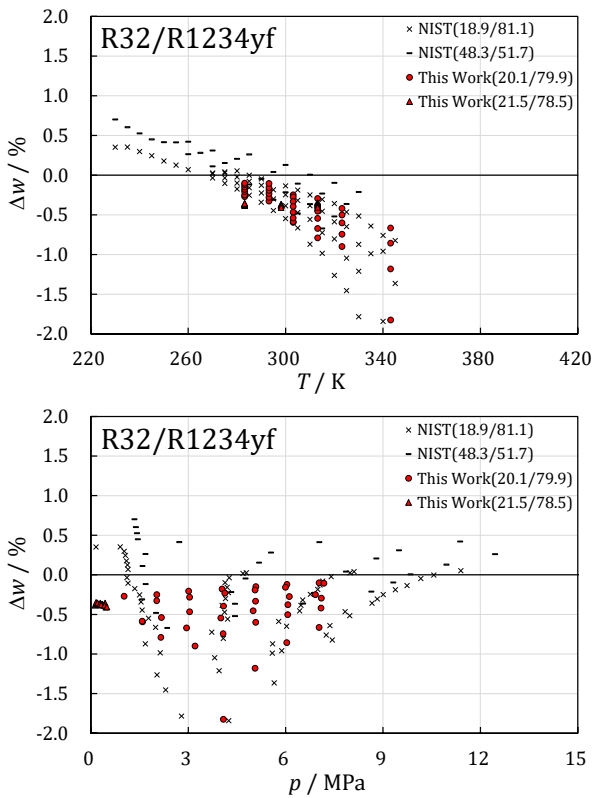 2.0
R32/R1234yf
NIST(18.9/81.1)
1.5
NIST(48.3/51.7)
This Work(20.1/79.9)
1.0
This Work(21.5/78.5)
0.5
Δw / %
0.0
-0.5
-1.0
-1.5
-2.0
220 260 300 340 380 420
T / K
2.0
R32/R1234yf
NIST(18.9/81.1)
1.5
NIST(48.3/51.7)
This Work(20.1/79.9)
1.0
This Work(21.5/78.5)
0.5
Δw / %
0.0
-0.5
-1.0
-1.5
-2.0
0 3 6 9 12 15
p / MPa